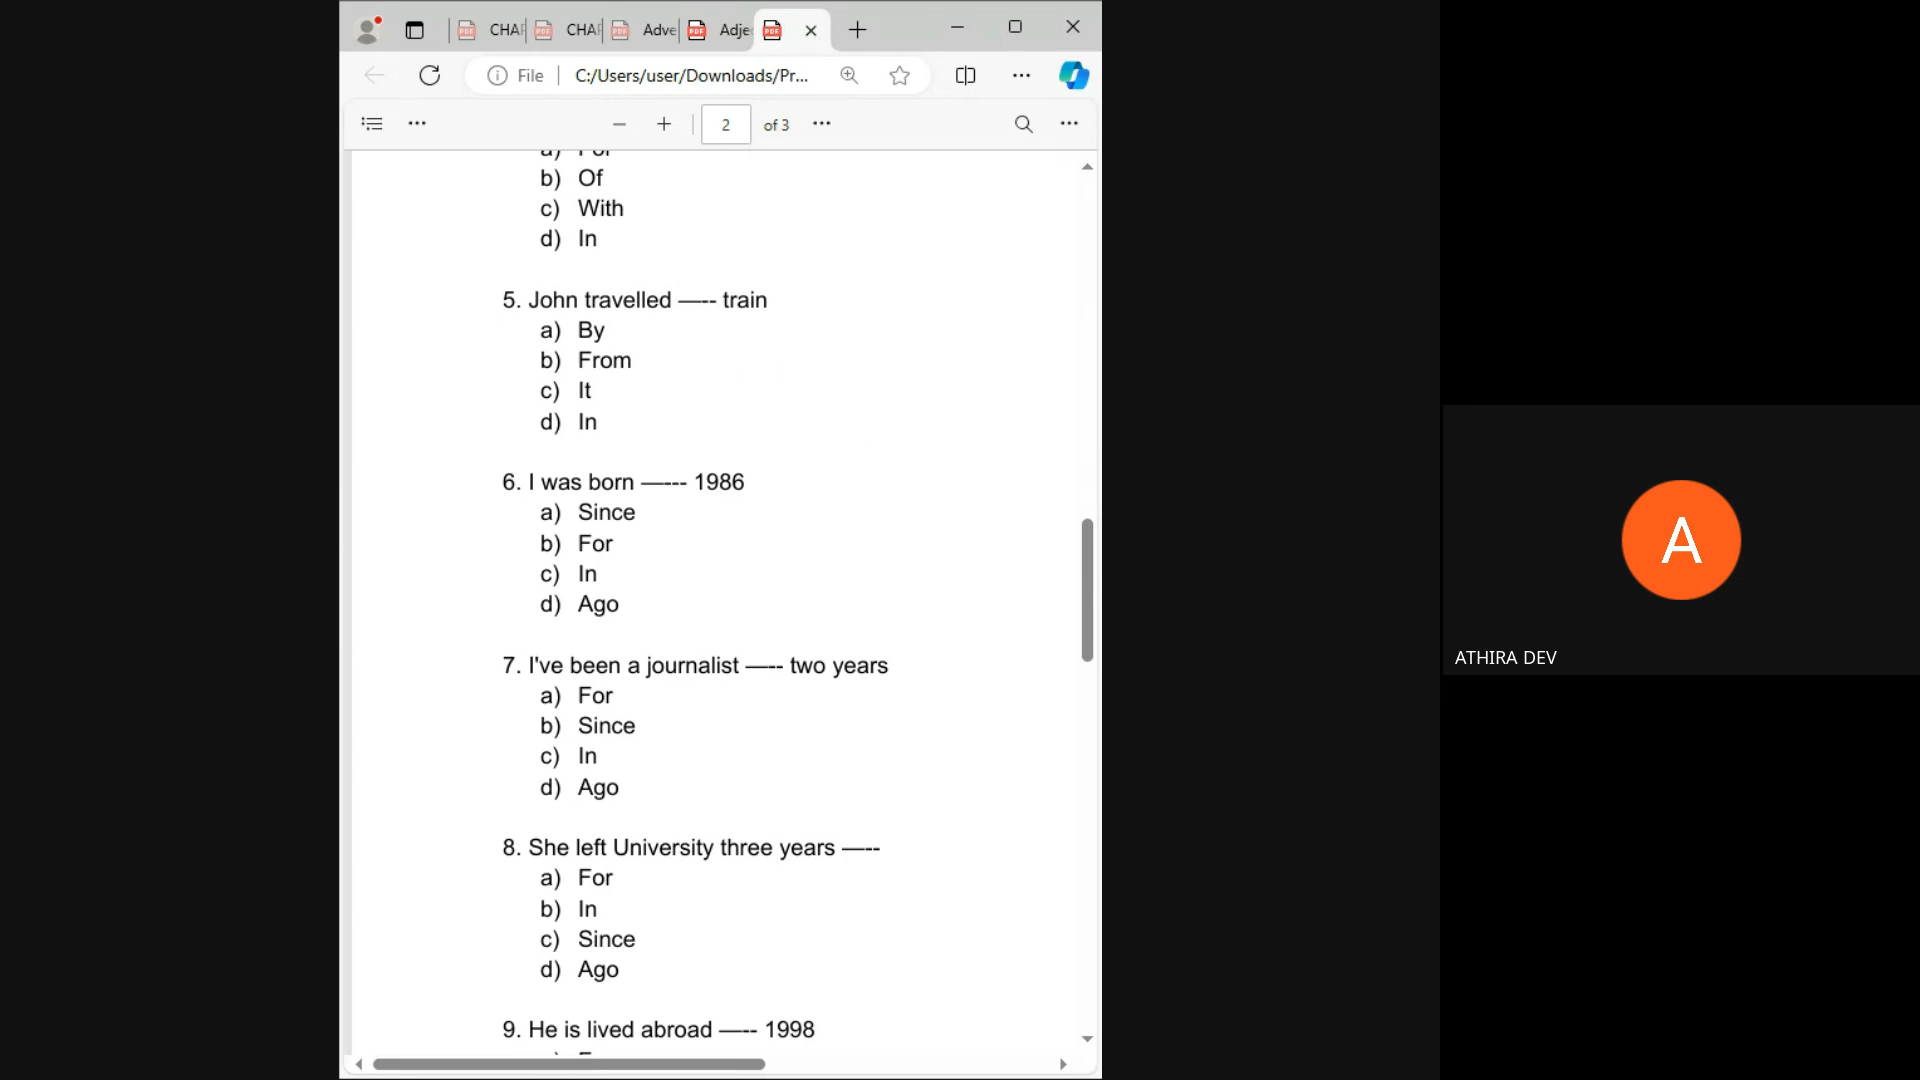 CHA
CHA
Adve
Adje
File
C:/Users/user/Downloads/Pr...
2 of 3
a) For
b) Of
c) With
d) In
5. John travelled —-- train
a) By
b) From
c) It
d) In
6. I was born —--- 1986
a) Since
b) For
c) In
d) Ago
7. I've been a journalist —-- two years
a) For
b) Since
c) In
d) Ago
8. She left University three years —--
a) For
b) In
c) Since
d) Ago
9. He is lived abroad —-- 1998
A
ATHIRA DEV